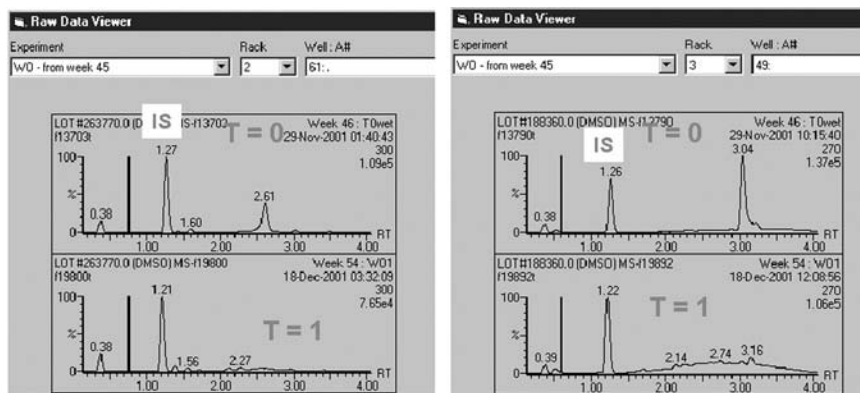 Raw Data Viewer
Experiment Rack Well : A#
WO - from week 45 2 61: .
LOT#263770.0 (DMSO) MS-f13703 Week 46 : T0wet
f13703t 29-Nov-2001 01:40:43
IS
T = 0
300
1.09e5
100
%
0
0.38 1.27 1.60 2.61
1.00 2.00 3.00 4.00 RT
LOT#263770.0 (DMSO) MS-f19800 Week 54 : WO1
f19800t 18-Dec-2001 03:32:09
300
7.65e4
T = 1
100
%
0
0.38 1.21 1.56 2.27
1.00 2.00 3.00 4.00 RT
Raw Data Viewer
Experiment Rack Well : A#
WO - from week 45 3 49:
LOT#188360.0 (DMSO) MS-f13790 Week 46 : T0wet
f13790t 29-Nov-2001 10:15:40
IS
T = 0
270
1.37e5
100
%
0
0.38 1.26 3.04
1.00 2.00 3.00 4.00 RT
LOT#188360.0 (DMSO) MS-f19892 Week 54 : WO1
f19892t 18-Dec-2001 12:08:56
270
1.06e5
T = 1
100
%
0
0.39 1.22 2.14 2.74 3.16
1.00 2.00 3.00 4.00 RT